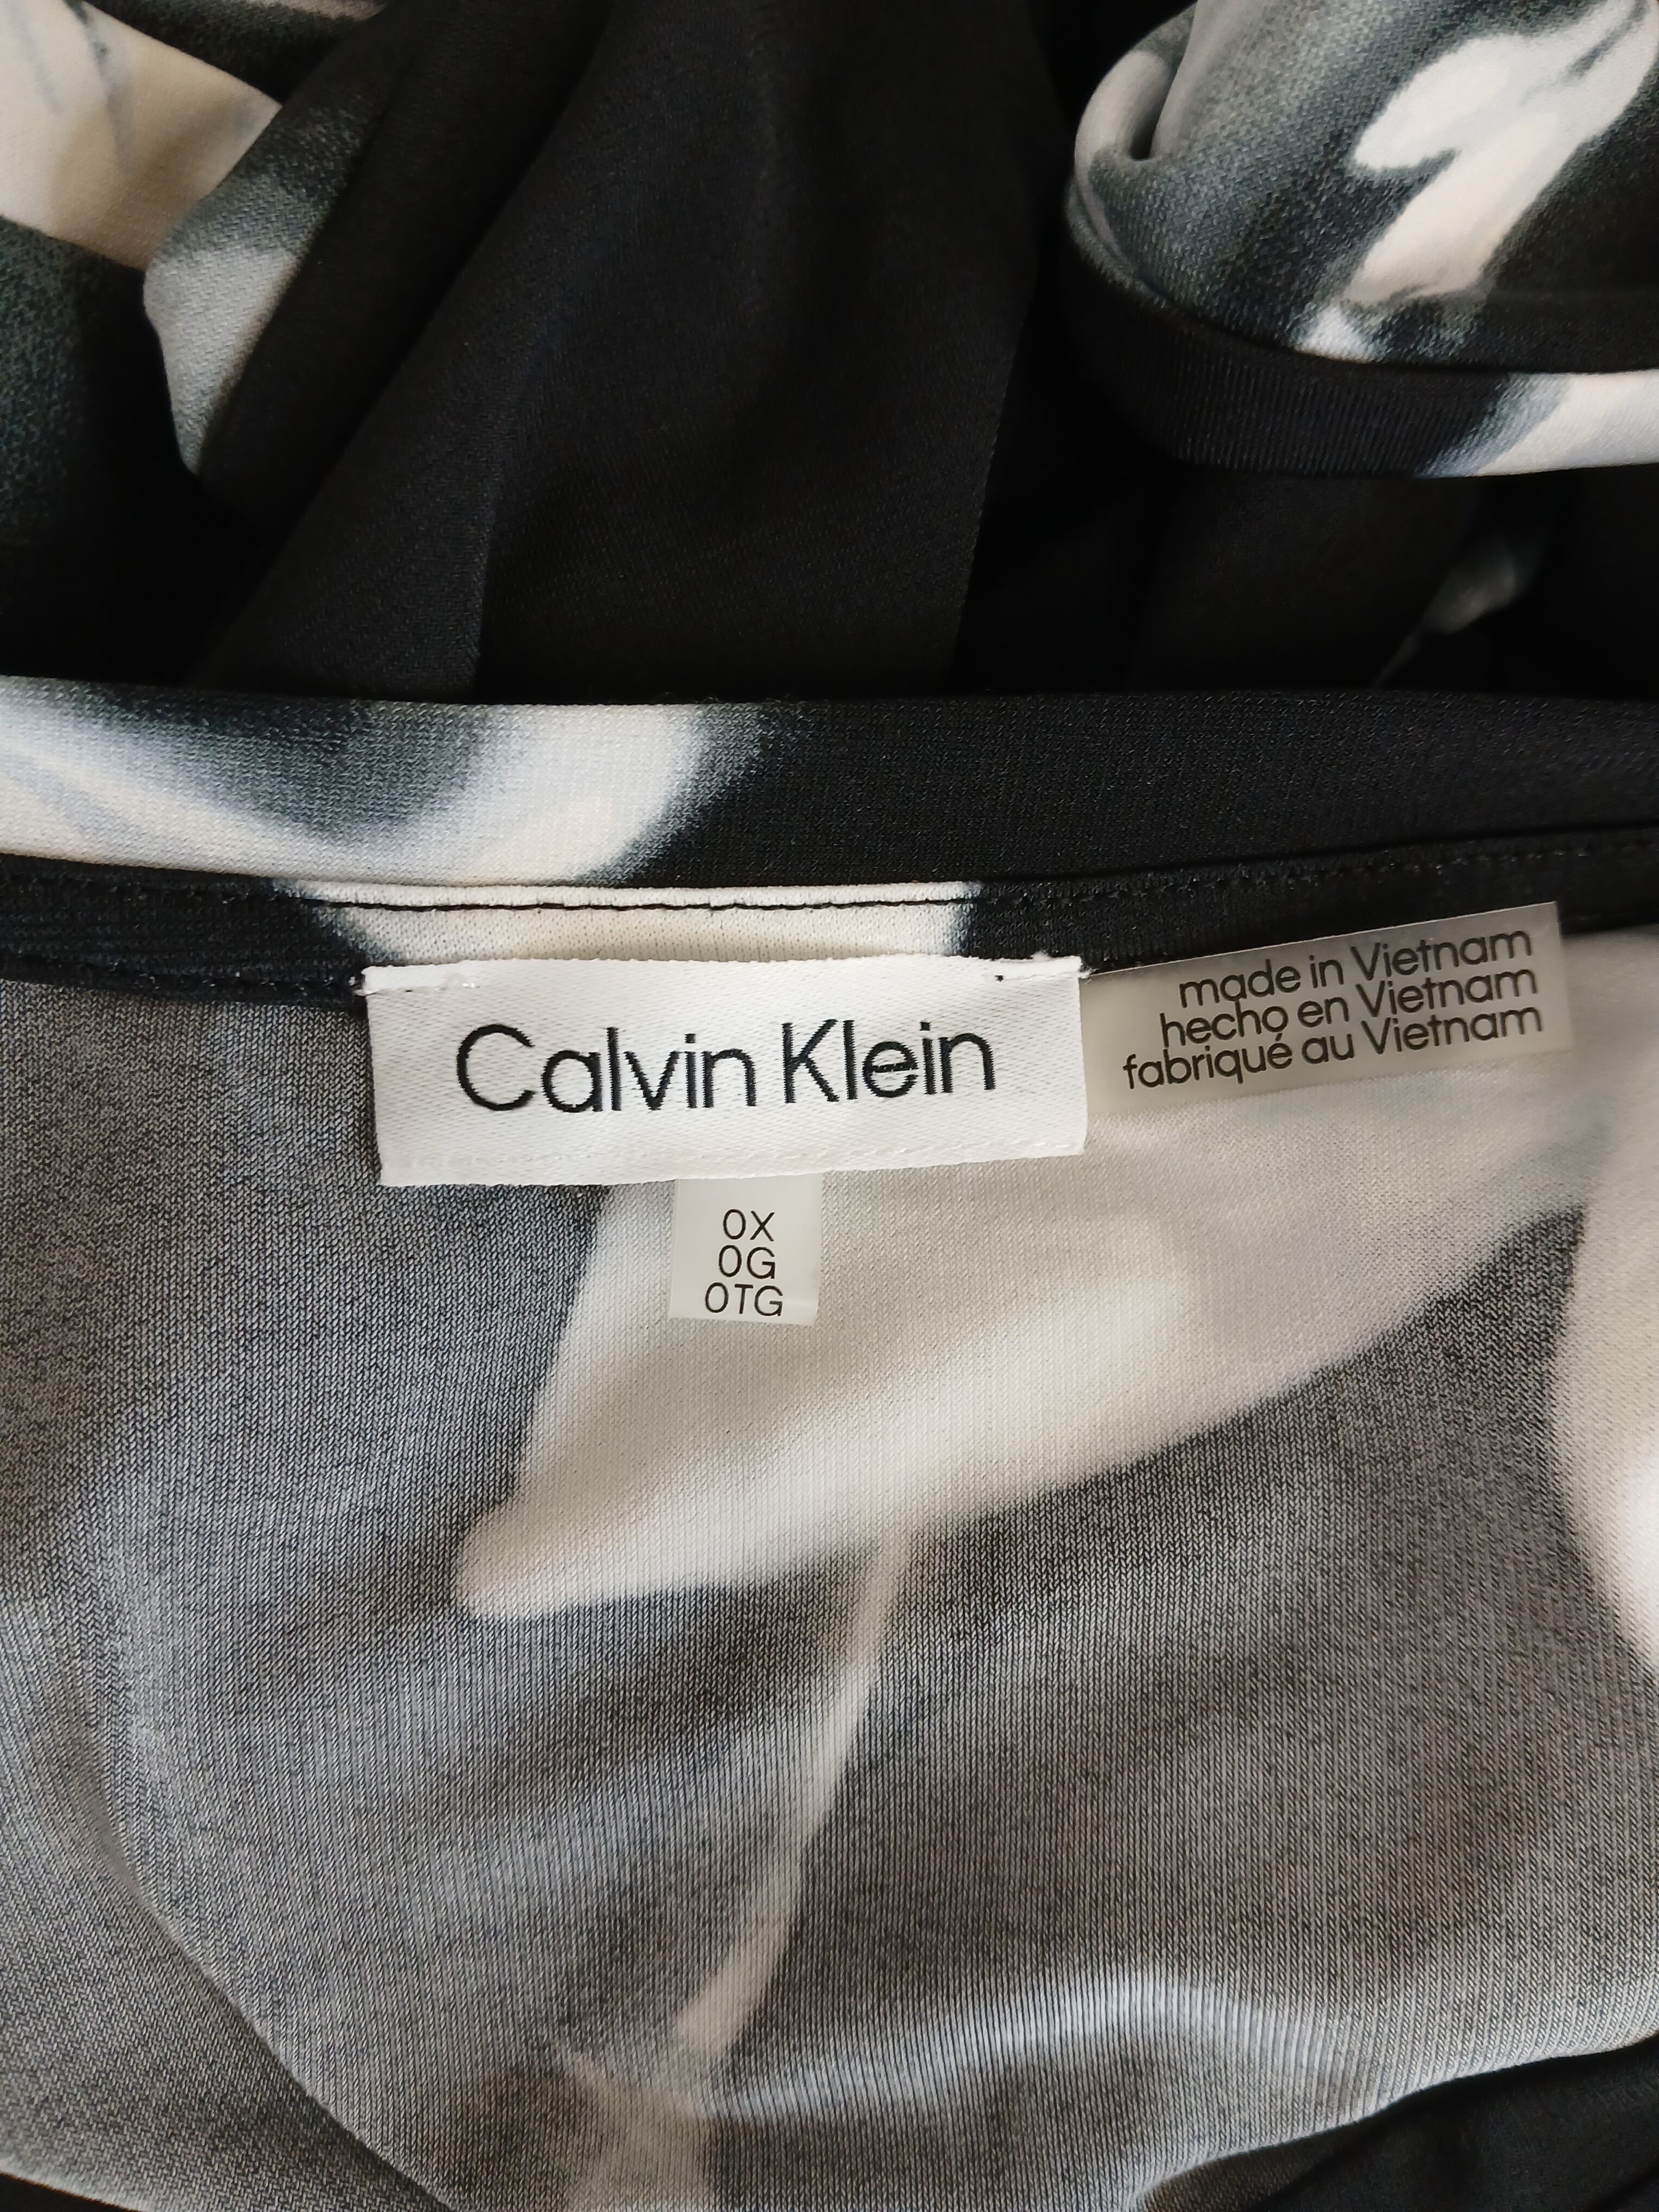 Calvin Klein
made in Vietnam
hecho en Vietnam
fabriqué au Vietnam
0X
0G
0TG